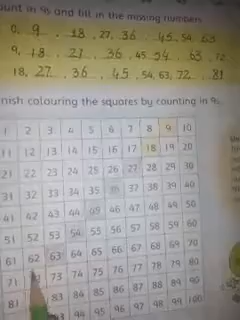 ount in 9s and fill in the missing numbers
0, 9, 18, 27, 36, 45, 54, 63
9, 18, 27, 36, 45, 54, 63, 72
18, 27, 36, 45, 54, 63, 72, 81
nish colouring the squares by counting in 9s
1 2 3 4 5 6 7 8 9 10
11 12 13 14 15 16 17 18 19 20
21 22 23 24 25 26 27 28 29 30
31 32 33 34 35 36 37 38 39 40
41 42 43 44 45 46 47 48 49 50
51 52 53 54 55 56 57 58 59 60
61 62 63 64 65 66 67 68 69 70
71 73 74 75 76 77 78 79 80
81 83 84 85 86 87 88 89 90
94 95 96 97 98 99 100